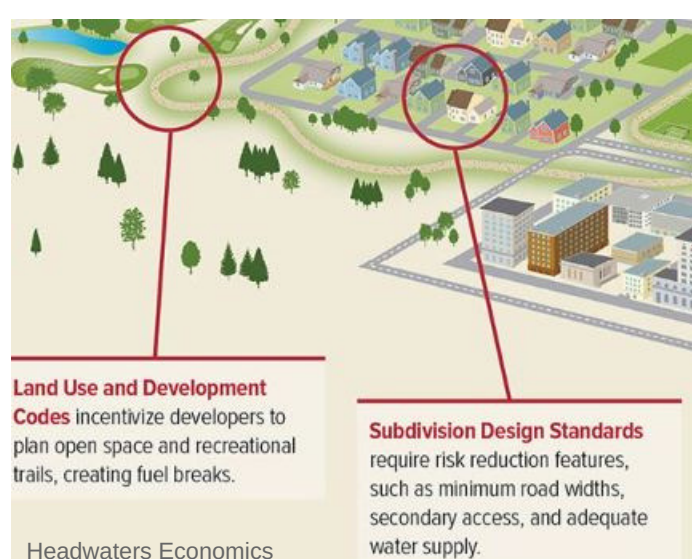 Land Use and Development
Codes incentivize developers to
plan open space and recreational
trails, creating fuel breaks.
Subdivision Design Standards
require risk reduction features,
such as minimum road widths,
secondary access, and adequate
water supply.
Headwaters Economics